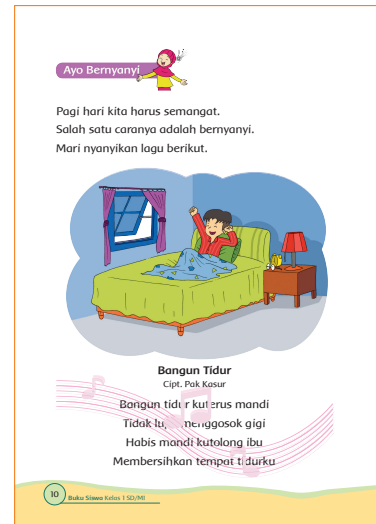 Ayo Bernyanyi
Pagi hari kita harus semangat.
Salah satu caranya adalah bernyanyi.
Mari nyanyikan lagu berikut.
Bangun Tidur
Cipt. Pak Kasur
Bangun tidur kuterus mandi
Tidak lupa menggosok gigi
Habis mandi kutolong ibu
Membersihkan tempat tidurku
10
Buku Siswa Kelas I SD/MI